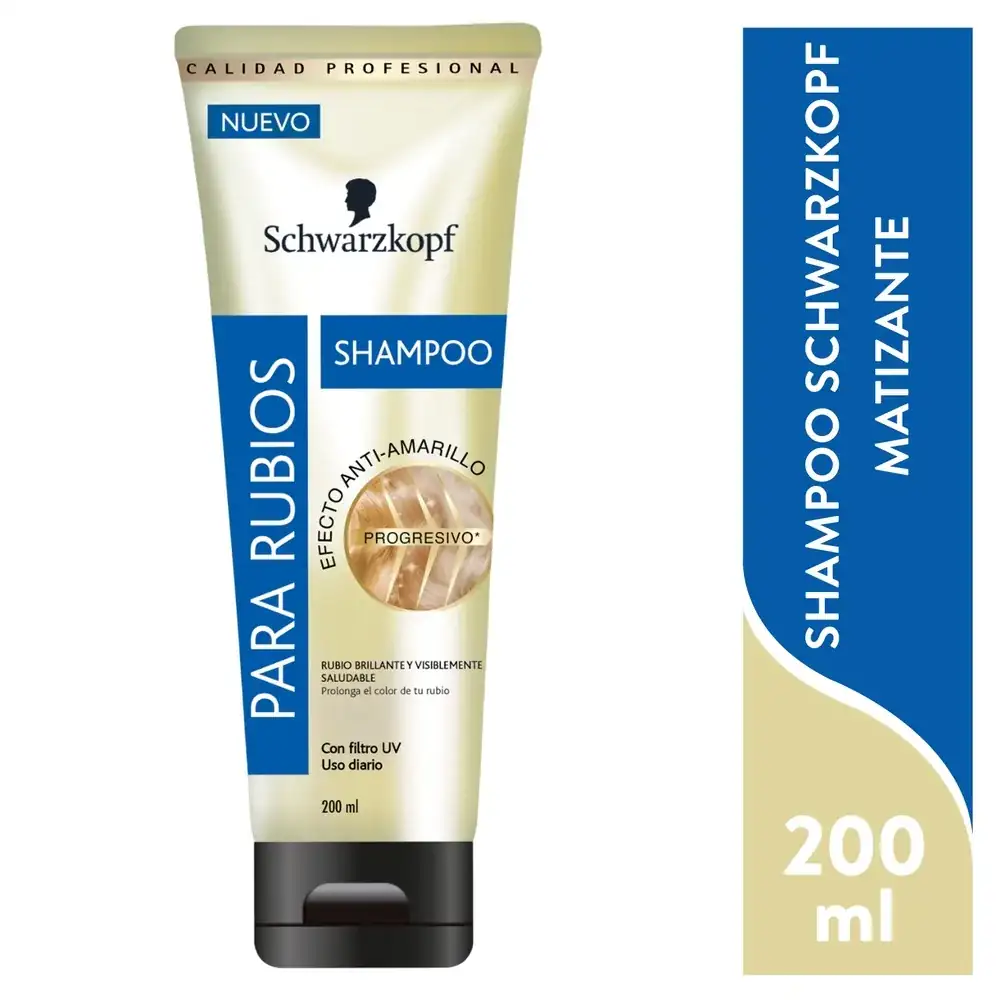 CALIDAD PROFESIONAL
NUEVO
Schwarzkopf
PARA RUBIOS
SHAMPOO
EFECTO ANTI-AMARILLO
PROGRESIVO*
RUBIO BRILLANTE Y VISIBLEMENTE
SALUDABLE
Prolonga el color de tu rubio
Con filtro UV
Uso diario
200 ml
SHAMPOO SCHWARZKOPF
MATIZANTE
200
ml